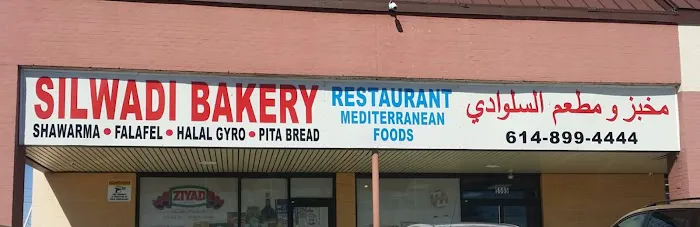 SILWADI BAKERY
SHAWARMA • FALAFEL • HALAL GYRO • PITA BREAD
RESTAURANT
MEDITERRANEAN
FOODS
مخبز و مطعم السلوادي
614-899-4444
ZIYAD